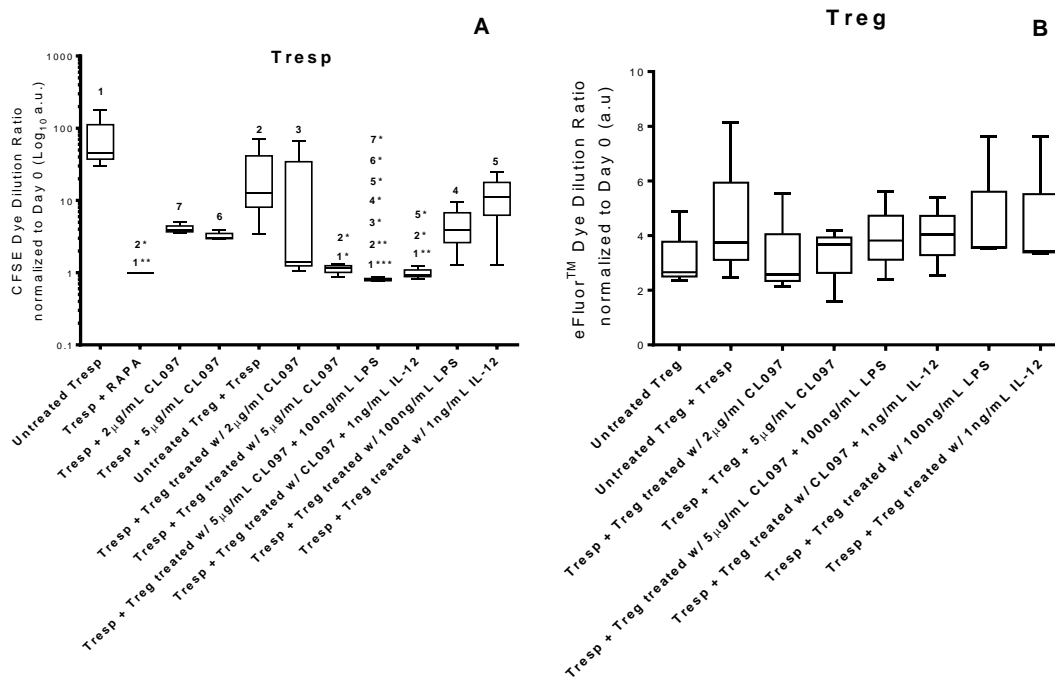 A
Tresp
CFSE Dye Dilution Ratio
normalized to Day 0 (Log10 a.u.)
1000
100
10
1
0.1
1
2*
1**
7
6
2
3
2*
1*
7*
6*
5*
4*
3*
2**
1****
5*
2*
1**
4
5
Untreated Tresp
Tresp + RAPA
Tresp + 2μg/mL CL097
Tresp + 5μg/mL CL097
Untreated Treg + Tresp
Tresp + Treg treated w/ 2μg/ml CL097
Tresp + Treg treated w/ 5μg/mL CL097
Tresp + Treg treated w/ 5μg/mL CL097 + 100ng/mL LPS
Tresp + Treg treated w/ CL097 + 1ng/mL IL-12
Tresp + Treg treated w/ 100ng/mL LPS
Tresp + Treg treated w/ 1ng/mL IL-12
Treg
B
eFluor™ Dye Dilution Ratio
normalized to Day 0 (a.u)
10
8
6
4
2
0
Untreated Treg
Untreated Treg + Tresp
Tresp + Treg treated w/ 2μg/ml CL097
Tresp + Treg + 5μg/mL CL097
Tresp + Treg treated w/ 5μg/mL CL097 + 100ng/mL LPS
Tresp + Treg treated w/ CL097 + 1ng/mL IL-12
Tresp + Treg treated w/ 100ng/mL LPS
Tresp + Treg treated w/ 1ng/mL IL-12